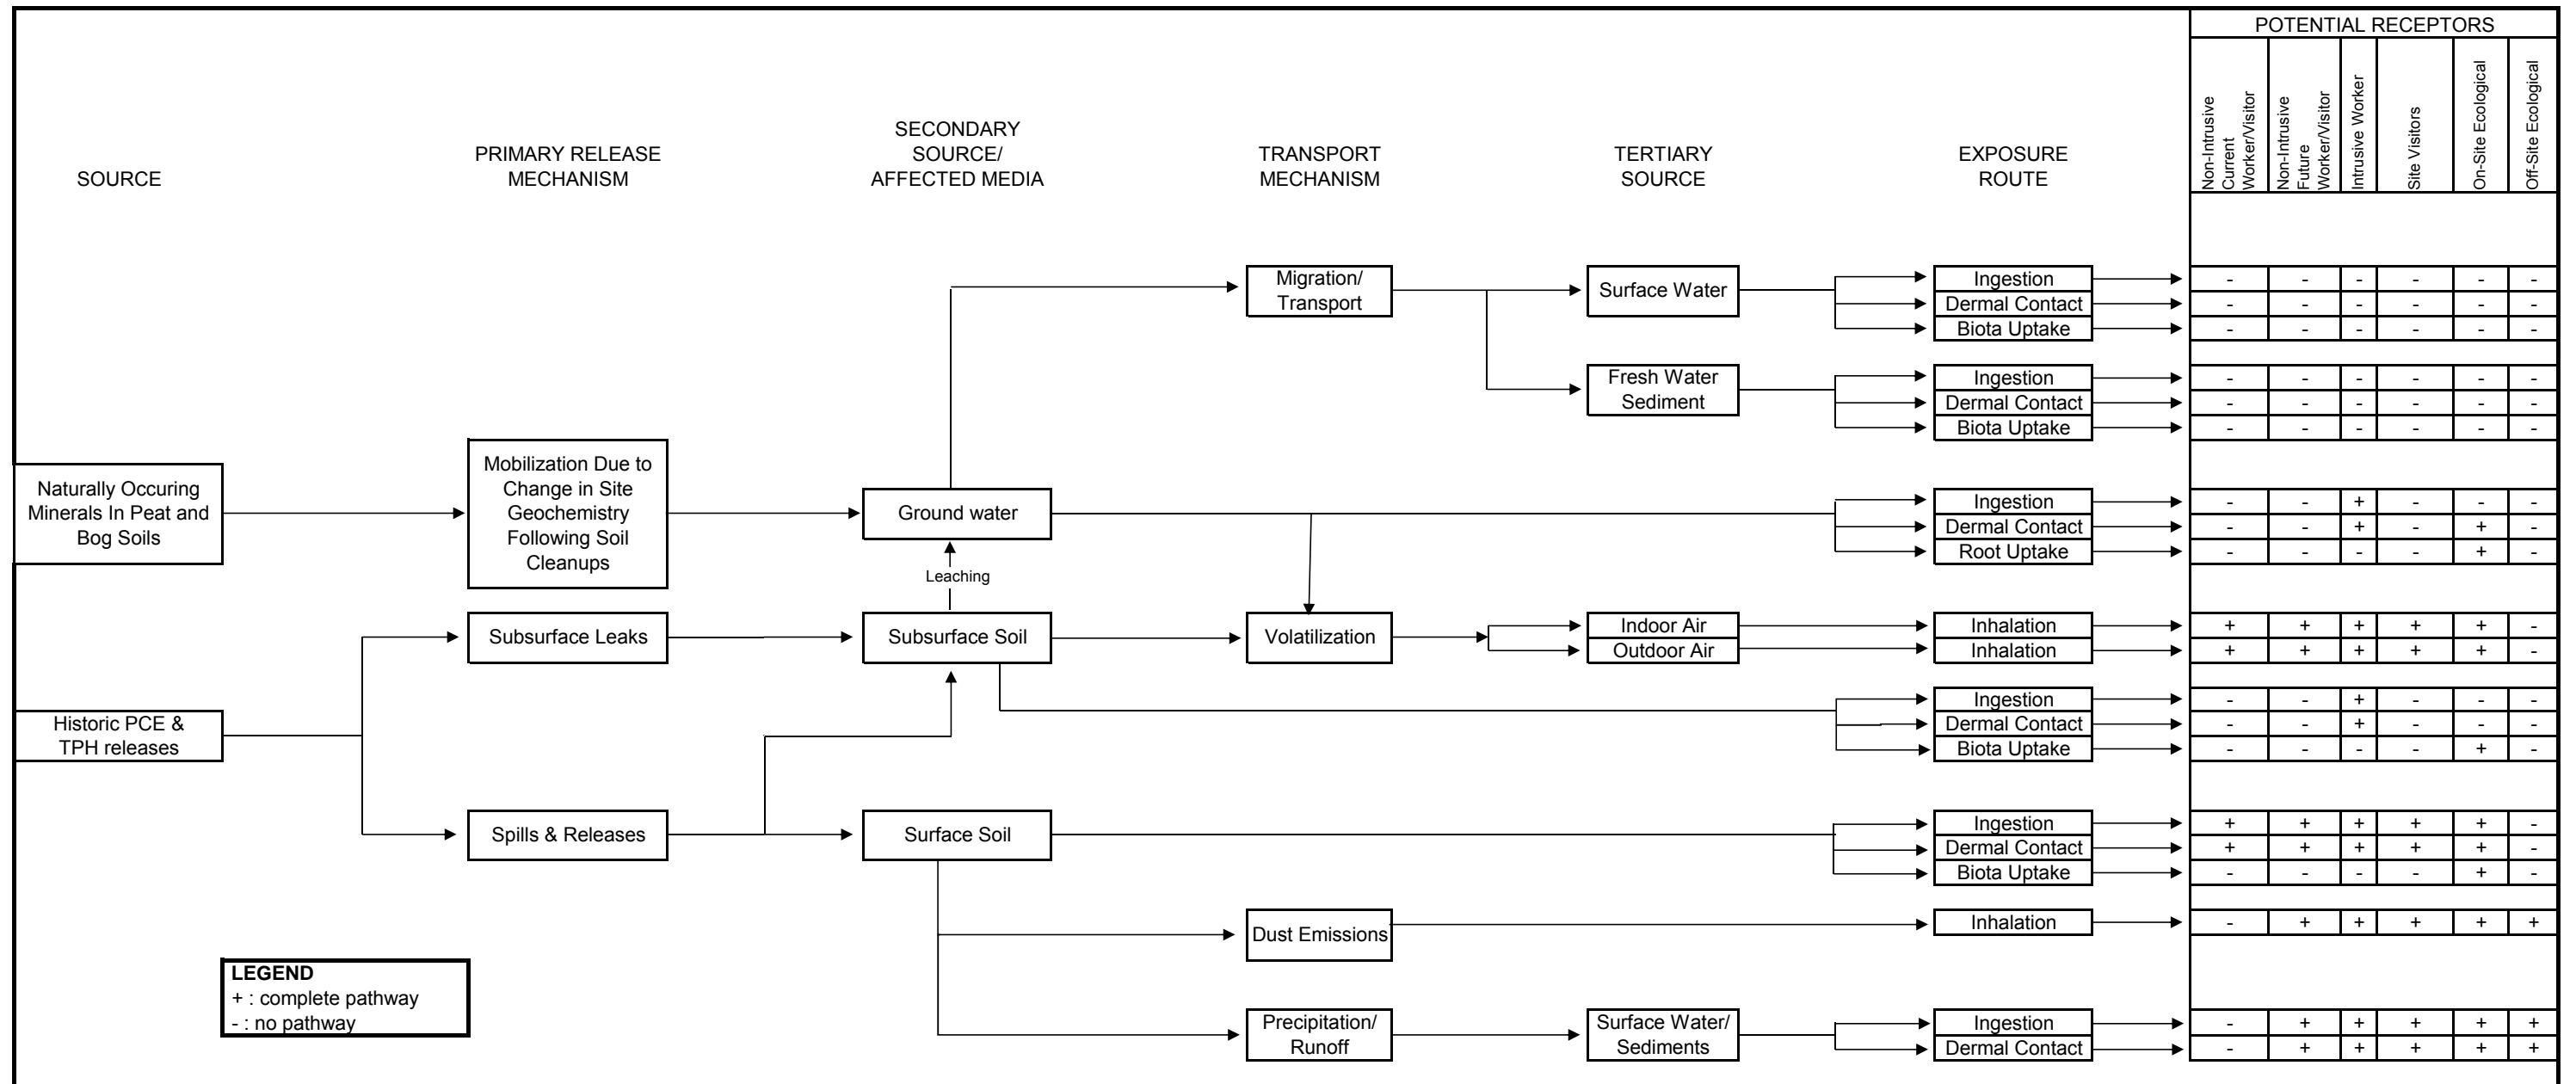 POTENTIAL RECEPTORS
Non-Intrusive
Current
Worker/Visitor
Non-Intrusive
Future
Worker/Visitor
Intrusive Worker
Site Visitors
On-Site Ecological
Off-Site Ecological
SOURCE
PRIMARY RELEASE
MECHANISM
SECONDARY
SOURCE/
AFFECTED MEDIA
TRANSPORT
MECHANISM
TERTIARY
SOURCE
EXPOSURE
ROUTE
Migration/
Transport
Surface Water
Ingestion - - - - - -
Dermal Contact - - - - - -
Biota Uptake - - - - - -
Fresh Water
Sediment
Ingestion - - - - - -
Dermal Contact - - - - - -
Biota Uptake - - - - - -
Naturally Occuring
Minerals In Peat and
Bog Soils
Mobilization Due to
Change in Site
Geochemistry
Following Soil
Cleanups
Ground water
Ingestion - - + - - -
Dermal Contact - - + - + -
Root Uptake - - - - + -
Leaching
Subsurface Leaks
Subsurface Soil
Volatilization
Indoor Air Inhalation + + + + + -
Outdoor Air Inhalation + + + + + -
Ingestion - - + - - -
Dermal Contact - - + - - -
Biota Uptake - - - - + -
Historic PCE &
TPH releases
Spills & Releases
Surface Soil
Ingestion + + + + + -
Dermal Contact + + + + + -
Biota Uptake - - - - + -
Dust Emissions
Inhalation - + + + + +
Precipitation/
Runoff
Surface Water/
Sediments
Ingestion - + + + + +
Dermal Contact - + + + + +
LEGEND
+ : complete pathway
- : no pathway